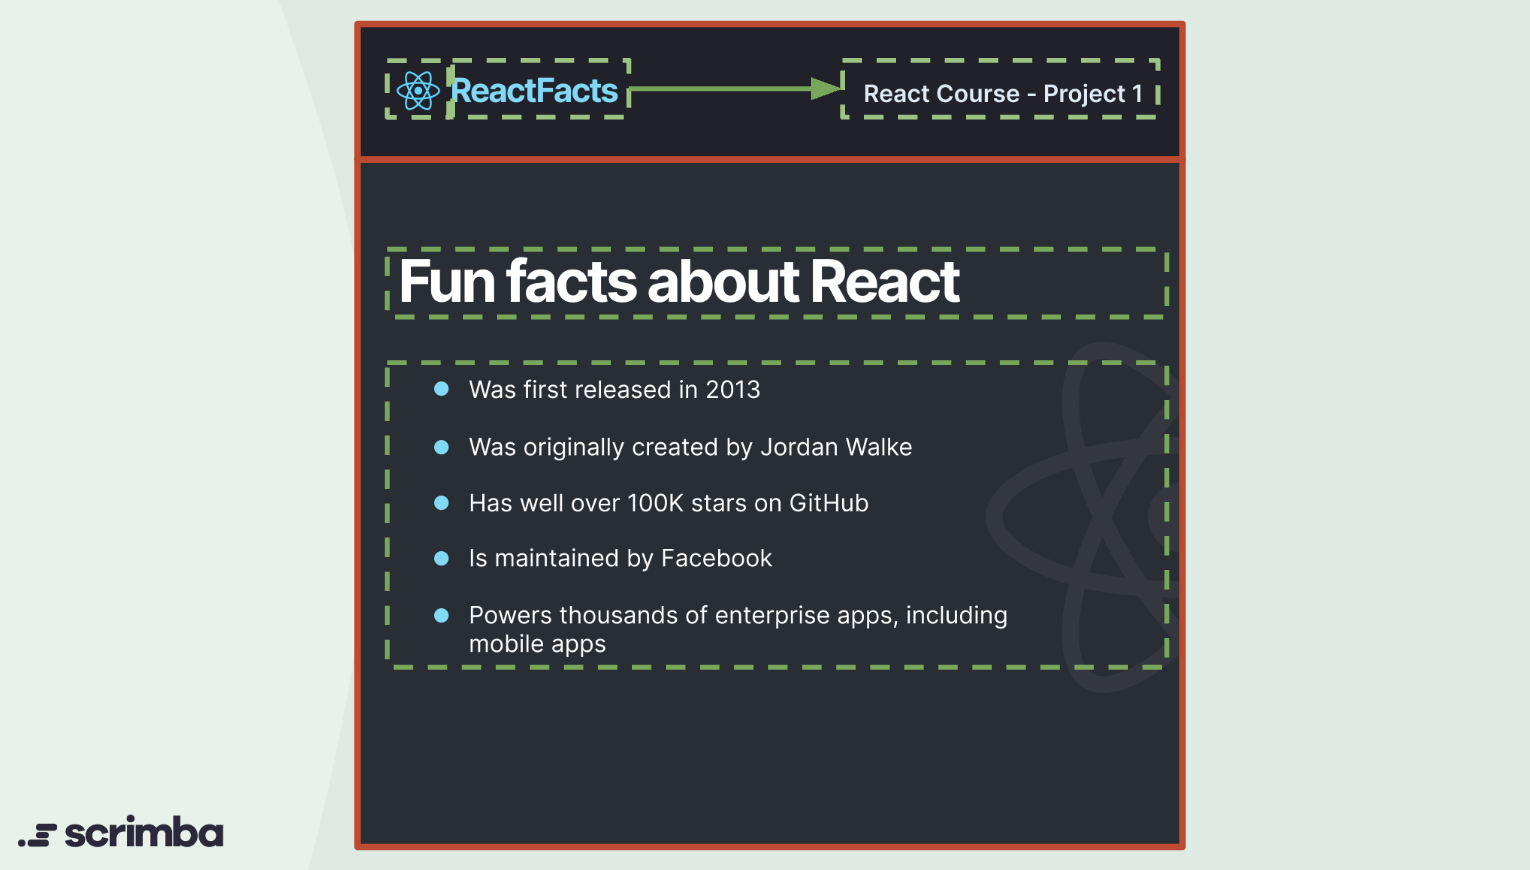 ReactFacts
React Course - Project 1
Fun facts about React
Was first released in 2013
Was originally created by Jordan Walke
Has well over 100K stars on GitHub
Is maintained by Facebook
Powers thousands of enterprise apps, including
mobile apps
scrimba